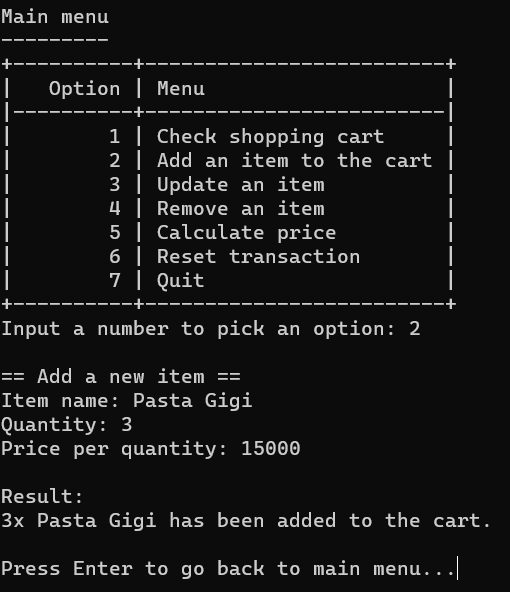 Main menu
---------
+----------+-------------------------+
|   Option | Menu                    |
|----------+-------------------------|
|        1 | Check shopping cart     |
|        2 | Add an item to the cart |
|        3 | Update an item          |
|        4 | Remove an item          |
|        5 | Calculate price         |
|        6 | Reset transaction       |
|        7 | Quit                    |
+----------+-------------------------+
Input a number to pick an option: 2

== Add a new item ==
Item name: Pasta Gigi
Quantity: 3
Price per quantity: 15000

Result:
3x Pasta Gigi has been added to the cart.

Press Enter to go back to main menu...